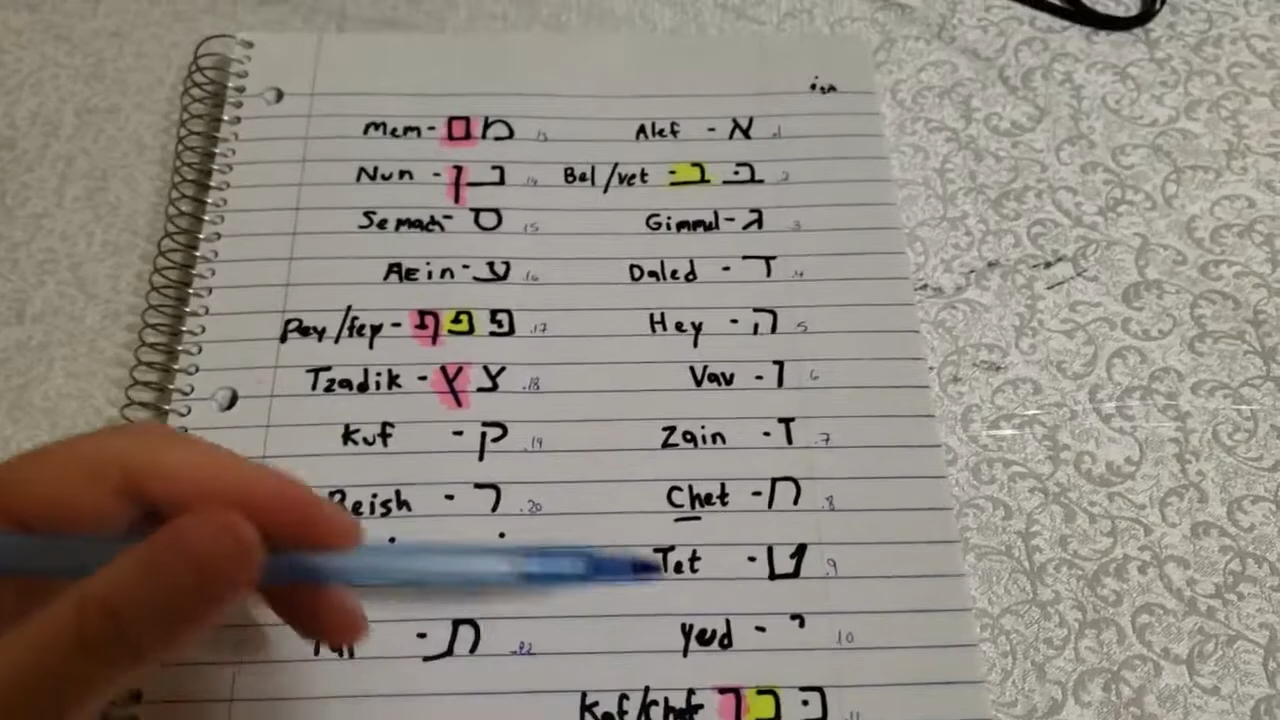 Alef - א .1
Bet/vet - ב בּ .2
Gimmel - ג .3
Daled - ד .4
Hey - ה .5
Vav - ו .6
Zain - ז .7
Chet - ח .8
Tet - ט .9
Yud - י .10
Kaf/Chaf ך כ כּ .11
Mem - ם מ .13
Nun - ן נ .14
Semach - ס .15
Aein - ע .16
Pey/fey - ף פ פּ .17
Tzadik - ץ צ .18
Kuf - ק .19
Reish - ר .20
- ת .22